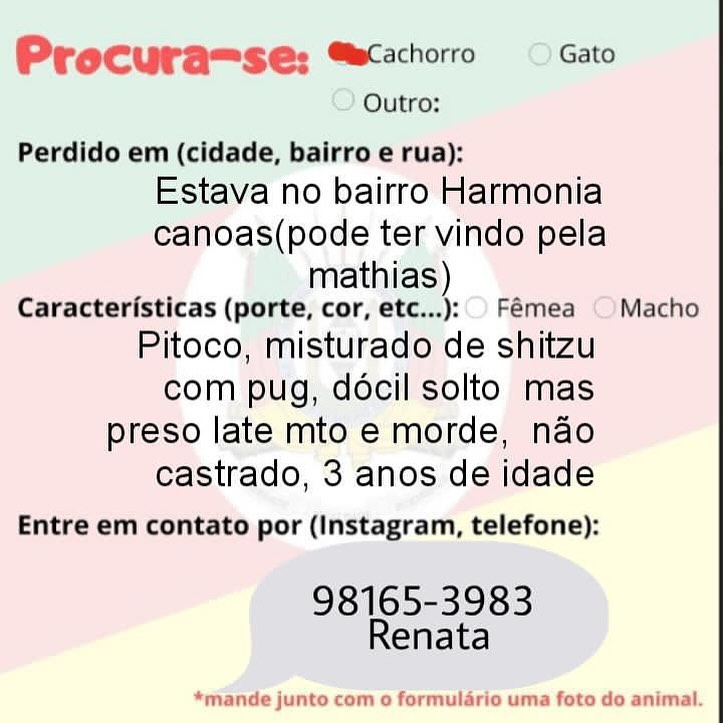 Procura-se: Cachorro Gato
Outro:
Perdido em (cidade, bairro e rua):
Estava no bairro Harmonia
canoas(pode ter vindo pela
mathias)
Características (porte, cor, etc...): Fêmea Macho
Pitoco, misturado de shitzu
com pug, dócil solto mas
preso late mto e morde, não
castrado, 3 anos de idade
Entre em contato por (Instagram, telefone):
98165-3983
Renata
*mande junto com o formulário uma foto do animal.